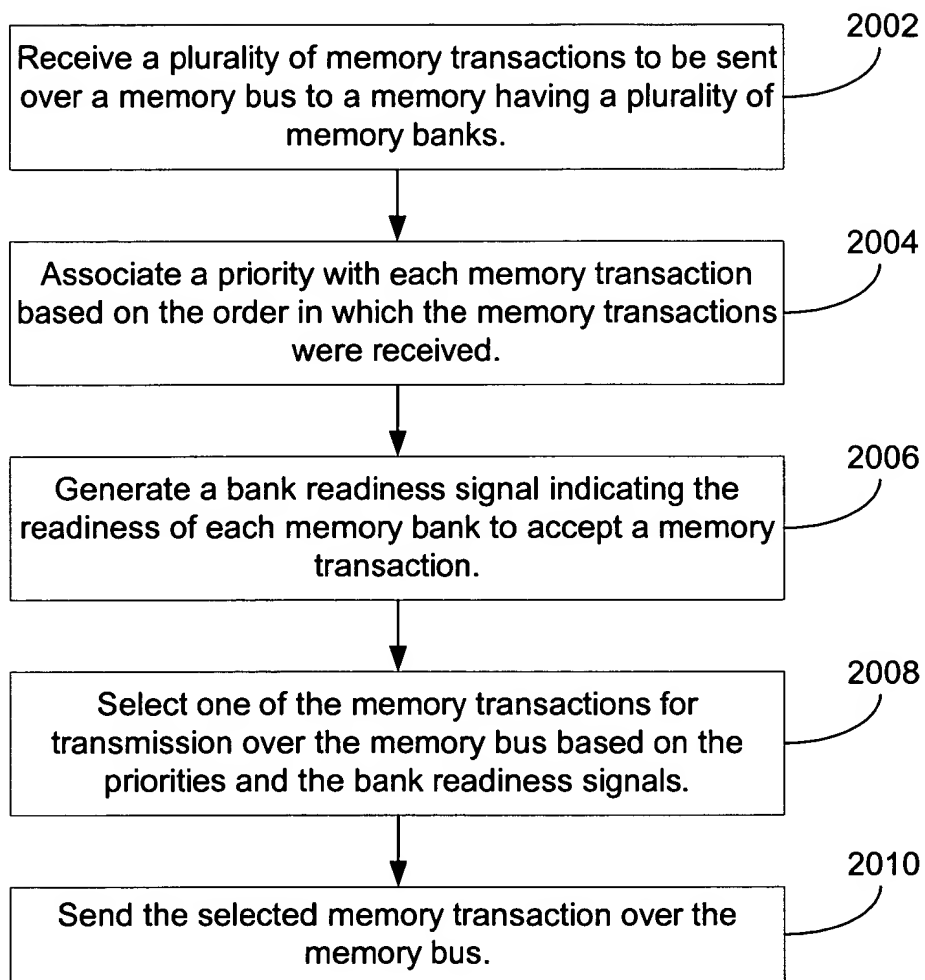 2002
Receive a plurality of memory transactions to be sent
over a memory bus to a memory having a plurality of
memory banks.
2004
Associate a priority with each memory transaction
based on the order in which the memory transactions
were received.
2006
Generate a bank readiness signal indicating the
readiness of each memory bank to accept a memory
transaction.
2008
Select one of the memory transactions for
transmission over the memory bus based on the
priorities and the bank readiness signals.
2010
Send the selected memory transaction over the
memory bus.